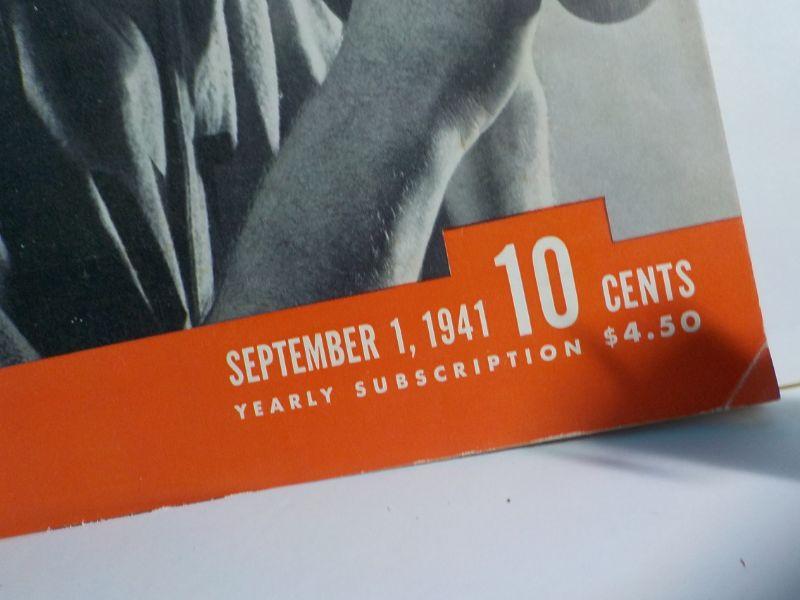 SEPTEMBER 1, 1941 10 CENTS
YEARLY SUBSCRIPTION $4.50